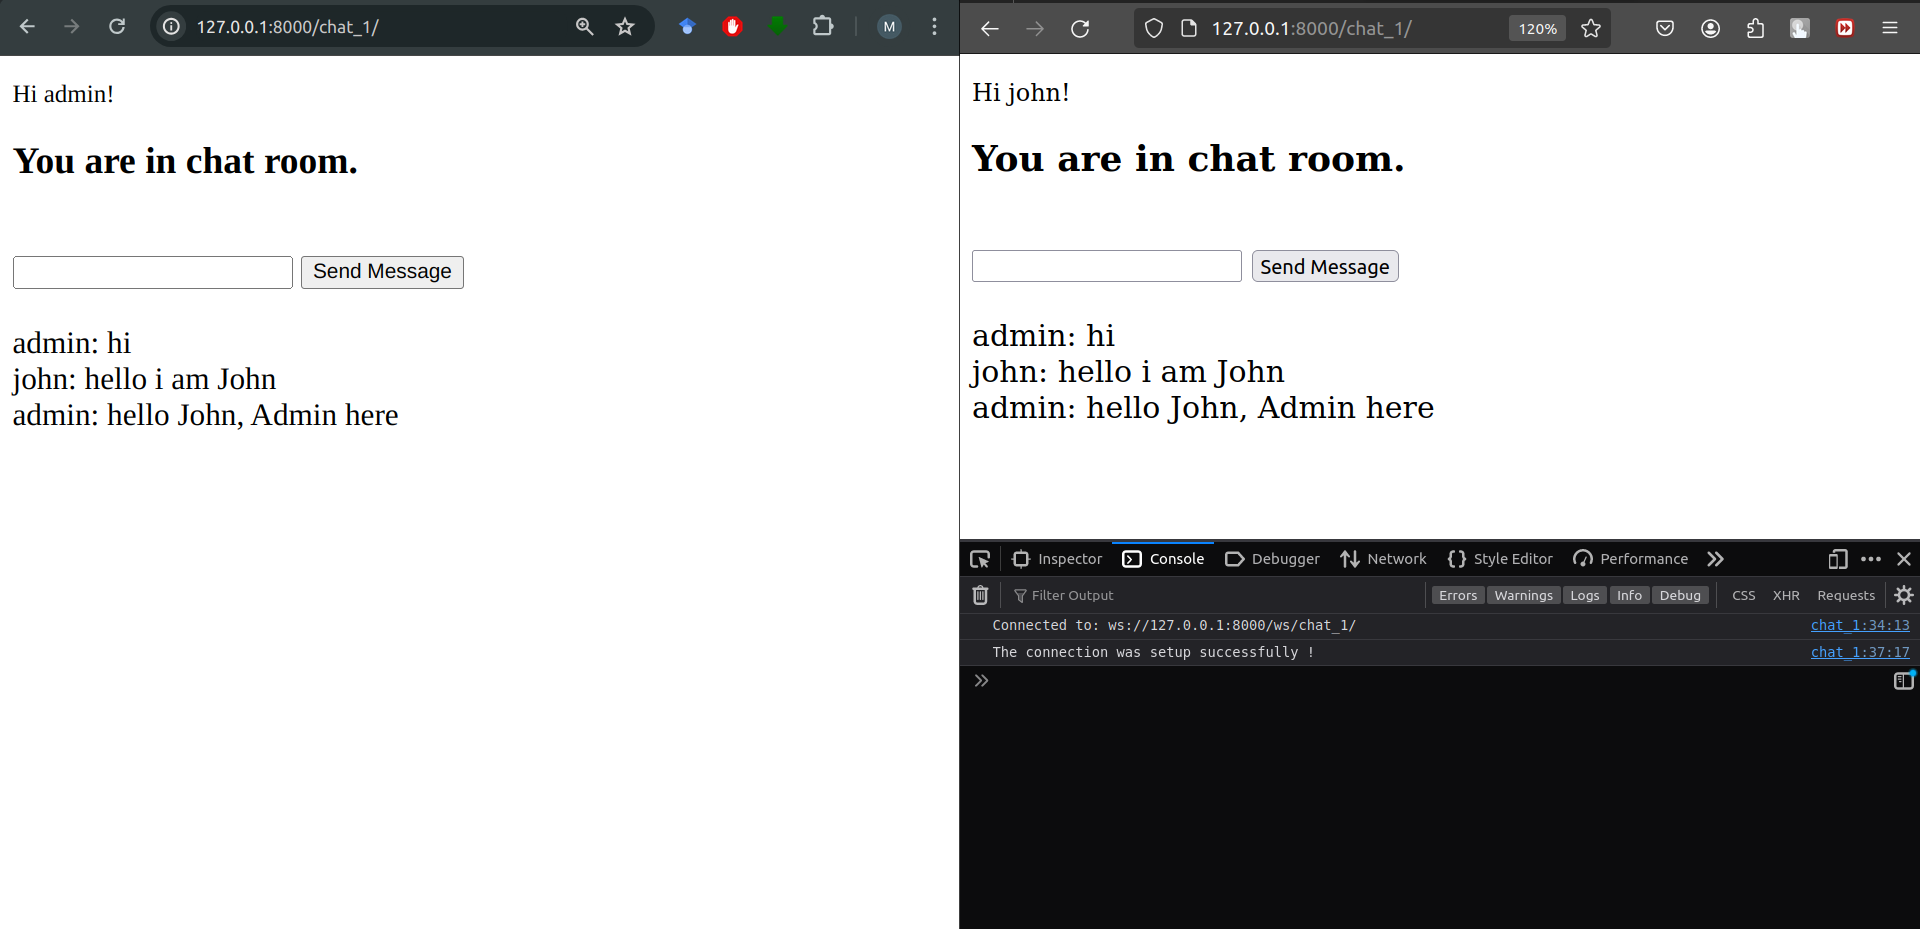 127.0.0.1:8000/chat_1/
M
Hi admin!
You are in chat room.
Send Message
admin: hi
john: hello i am John
admin: hello John, Admin here
127.0.0.1:8000/chat_1/
120%
Hi john!
You are in chat room.
Send Message
admin: hi
john: hello i am John
admin: hello John, Admin here
Inspector Console Debugger Network Style Editor Performance
Filter Output Errors Warnings Logs Info Debug CSS XHR Requests
Connected to: ws://127.0.0.1:8000/ws/chat_1/ chat_1:34:13
The connection was setup successfully ! chat_1:37:17